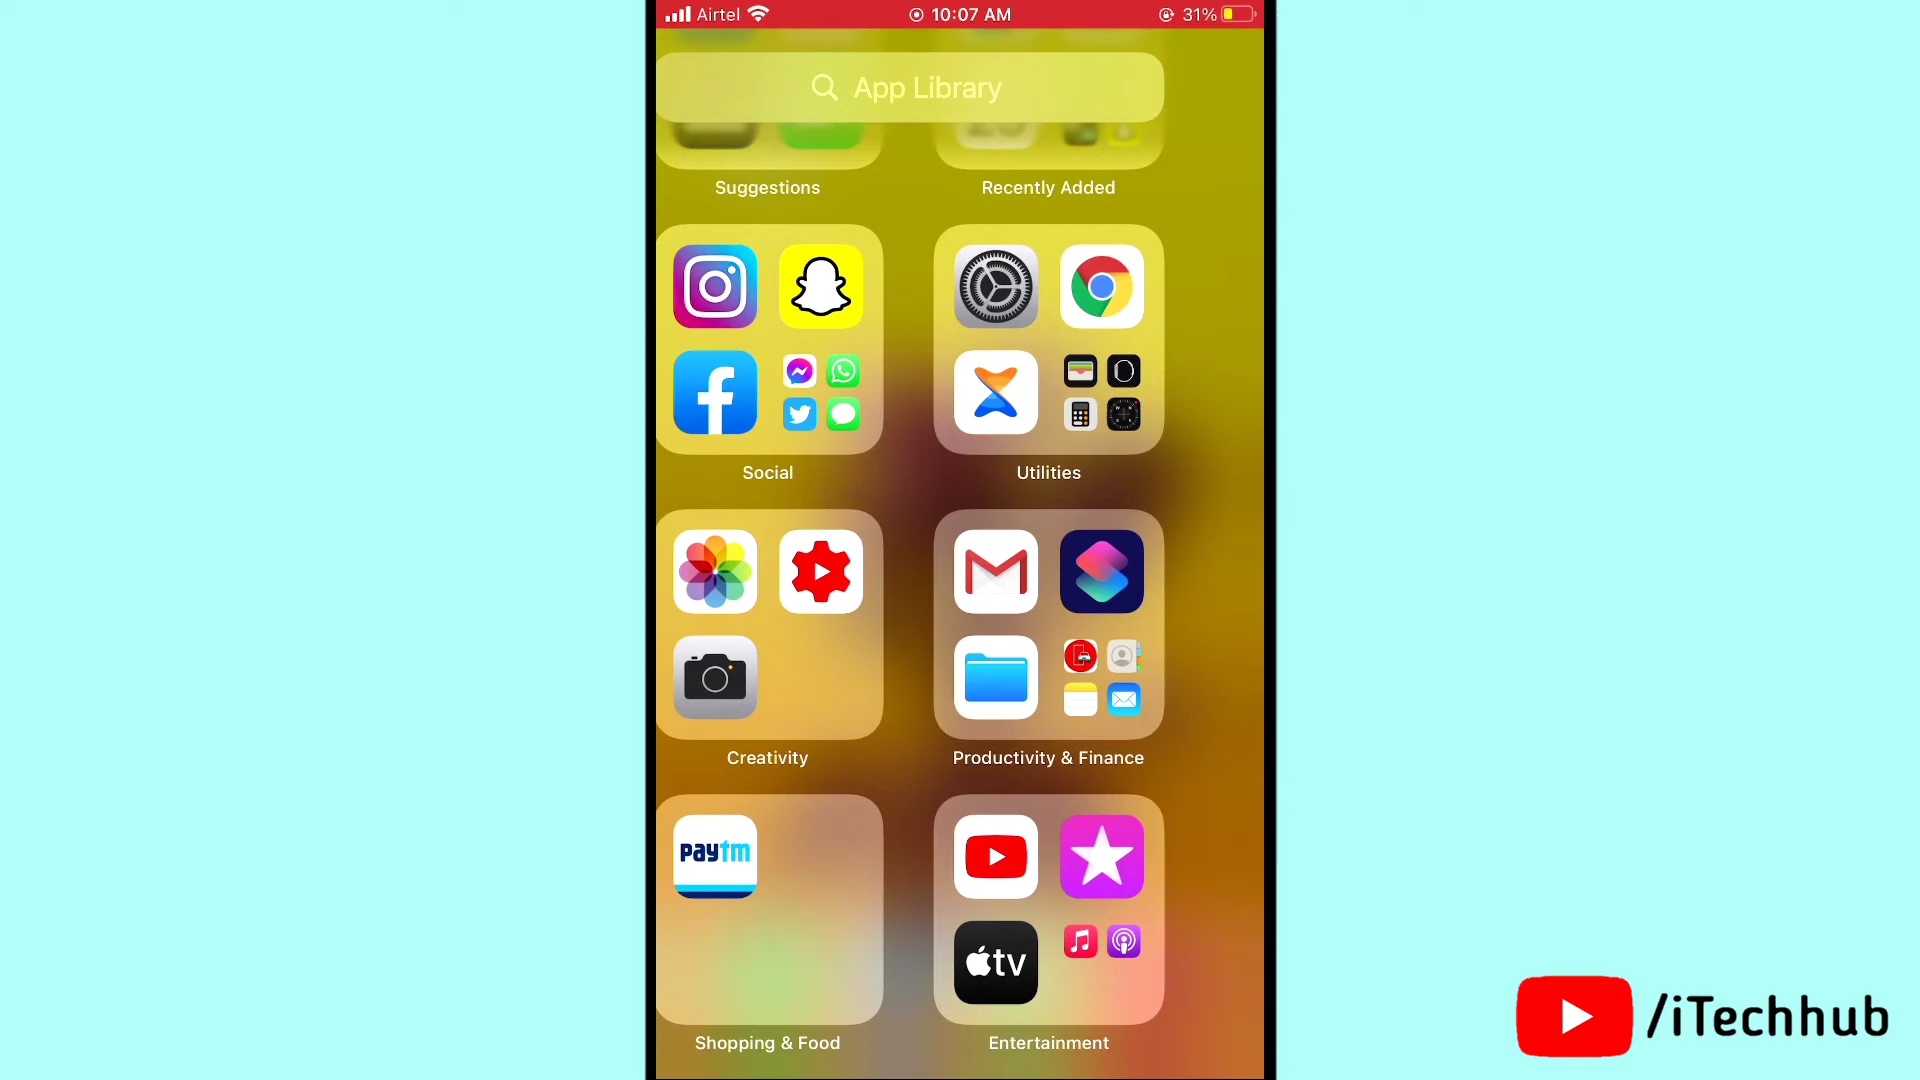 Airtel 10:07 AM 31%
App Library
Suggestions Recently Added
Social Utilities
Creativity Productivity & Finance
paytm
tv
Shopping & Food Entertainment
/iTechhub